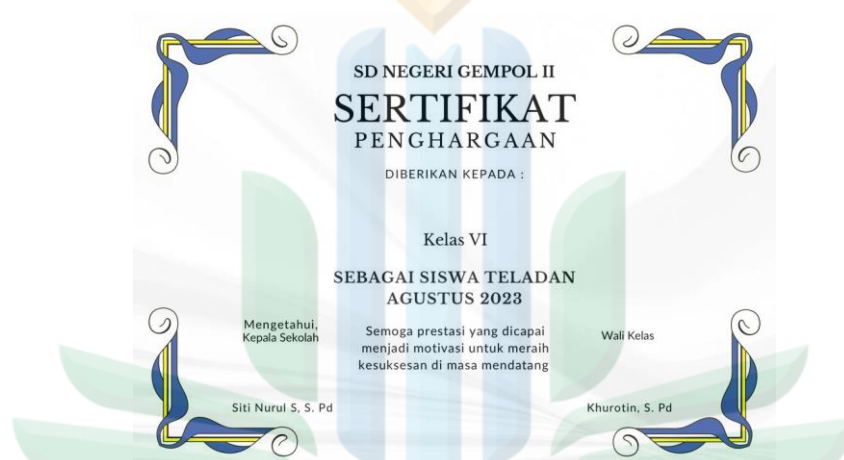 SD NEGERI GEMPOL II
SERTIFIKAT
PENGHARGAAN
DIBERIKAN KEPADA :
Kelas VI
SEBAGAI SISWA TELADAN
AGUSTUS 2023
Mengetahui,
Kepala Sekolah
Semoga prestasi yang dicapai
menjadi motivasi untuk meraih
kesuksesan di masa mendatang
Wali Kelas
Siti Nurul S, S. Pd
Khurotin, S. Pd